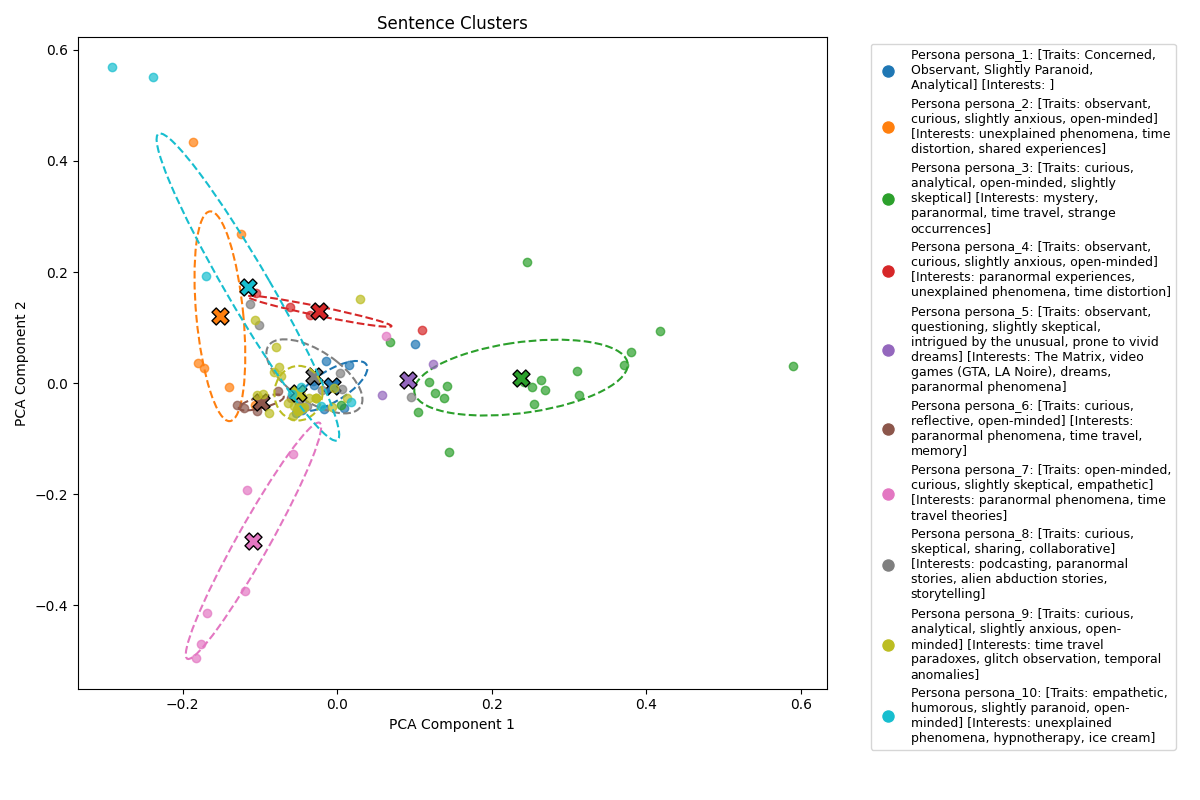 Sentence Clusters
PCA Component 2
0.6
0.4
0.2
0.0
−0.2
−0.4
−0.2
0.0
0.2
0.4
0.6
PCA Component 1
Persona persona_1: [Traits: Concerned,
Observant, Slightly Paranoid,
Analytical] [Interests: ]
Persona persona_2: [Traits: observant,
curious, slightly anxious, open-minded]
[Interests: unexplained phenomena, time
distortion, shared experiences]
Persona persona_3: [Traits: curious,
analytical, open-minded, slightly
skeptical] [Interests: mystery,
paranormal, time travel, strange
occurrences]
Persona persona_4: [Traits: observant,
curious, slightly anxious, open-minded]
[Interests: paranormal experiences,
unexplained phenomena, time distortion]
Persona persona_5: [Traits: observant,
questioning, slightly skeptical,
intrigued by the unusual, prone to vivid
dreams] [Interests: The Matrix, video
games (GTA, LA Noire), dreams,
paranormal phenomena]
Persona persona_6: [Traits: curious,
reflective, open-minded] [Interests:
paranormal phenomena, time travel,
memory]
Persona persona_7: [Traits: open-minded,
curious, slightly skeptical, empathetic]
[Interests: paranormal phenomena, time
travel theories]
Persona persona_8: [Traits: curious,
skeptical, sharing, collaborative]
[Interests: podcasting, paranormal
stories, alien abduction stories,
storytelling]
Persona persona_9: [Traits: curious,
analytical, slightly anxious, open-
minded] [Interests: time travel
paradoxes, glitch observation, temporal
anomalies]
Persona persona_10: [Traits: empathetic,
humorous, slightly paranoid, open-
minded] [Interests: unexplained
phenomena, hypnotherapy, ice cream]